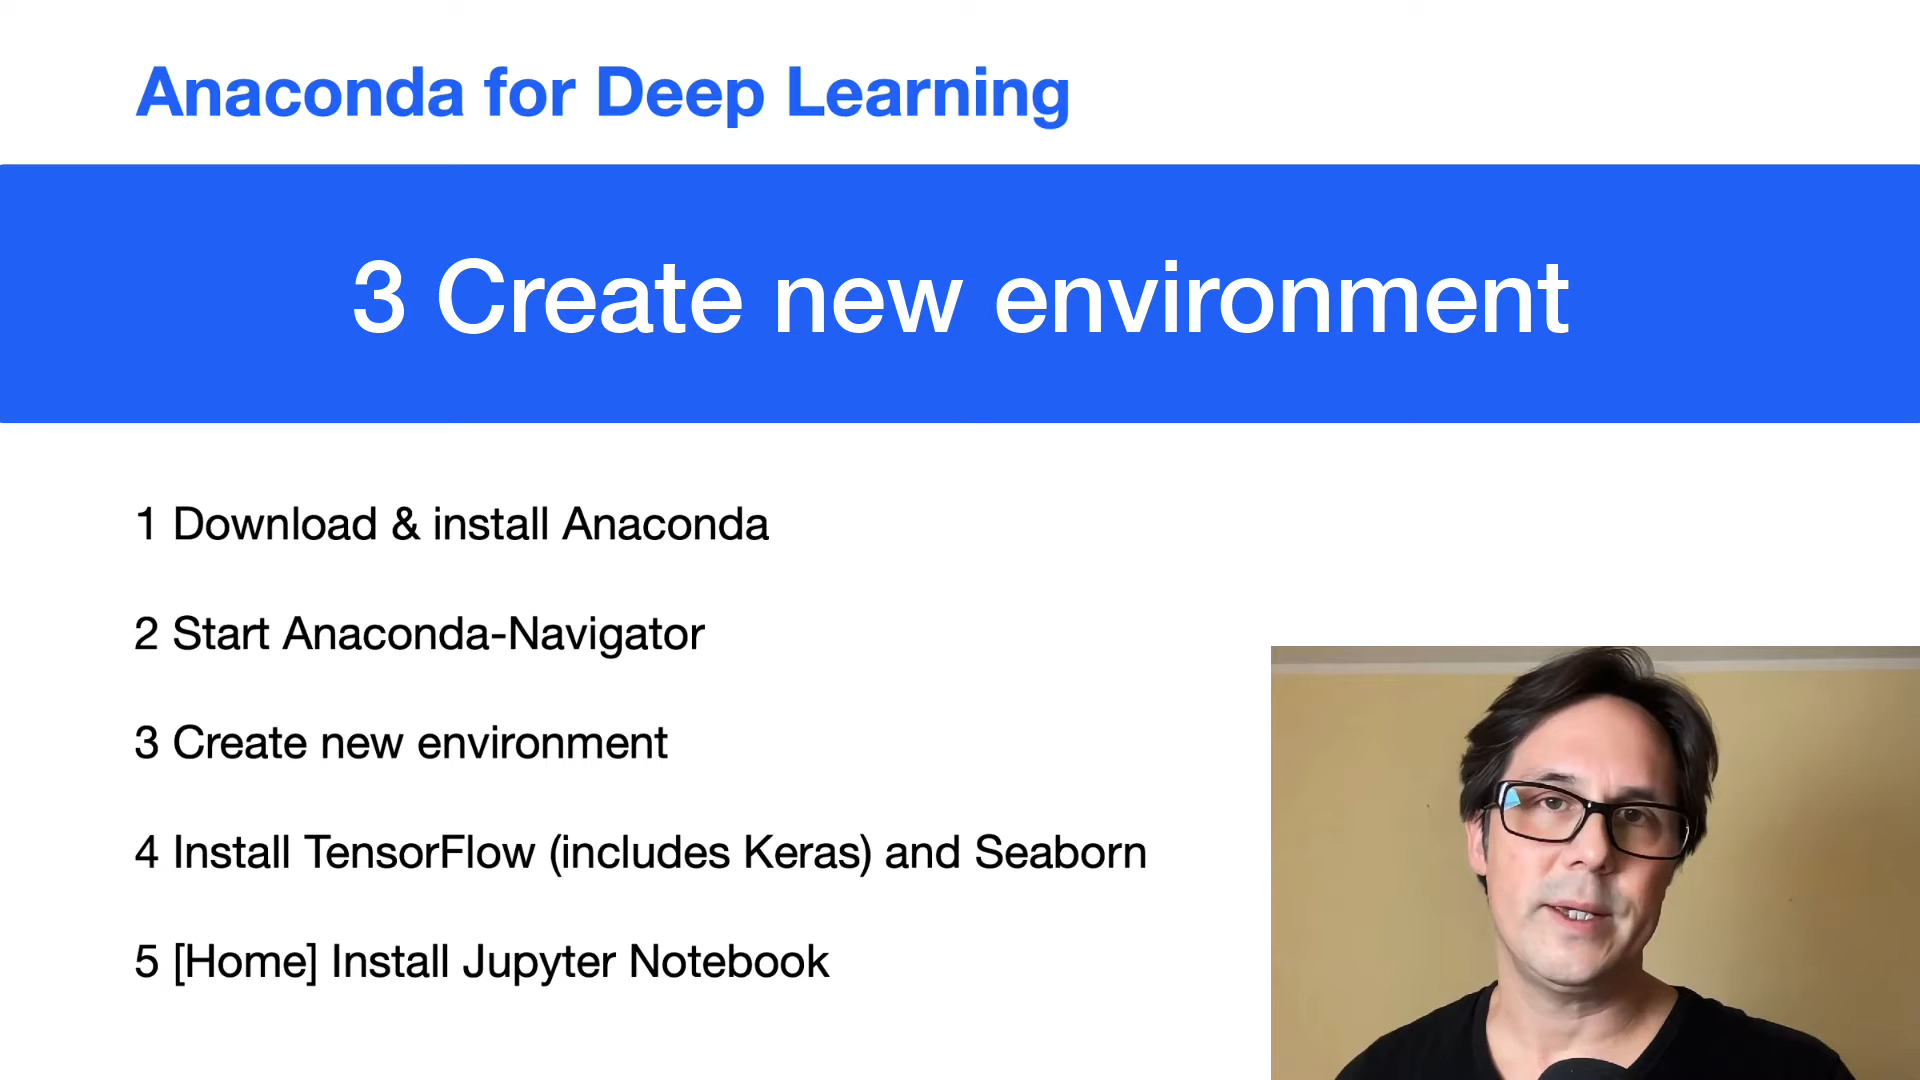 Anaconda for Deep Learning
3 Create new environment
1 Download & install Anaconda
2 Start Anaconda-Navigator
3 Create new environment
4 Install TensorFlow (includes Keras) and Seaborn
5 [Home] Install Jupyter Notebook